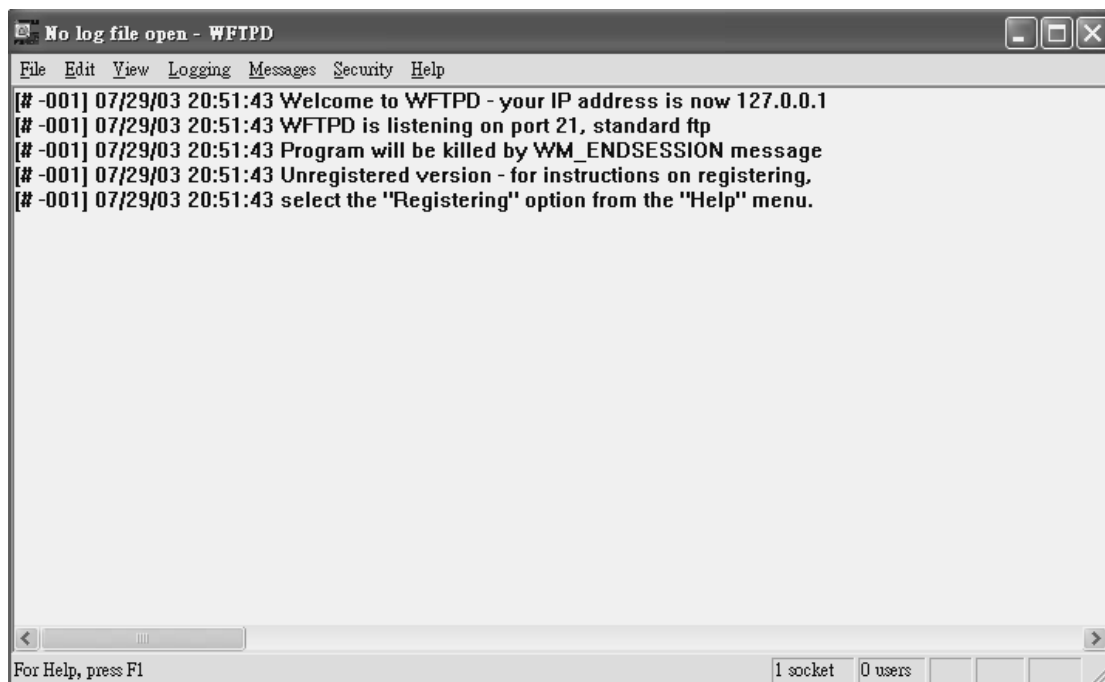 No log file open - WFTPD
File Edit View Logging Messages Security Help
[# -001] 07/29/03 20:51:43 Welcome to WFTPD - your IP address is now 127.0.0.1
[# -001] 07/29/03 20:51:43 WFTPD is listening on port 21, standard ftp
[# -001] 07/29/03 20:51:43 Program will be killed by WM_ENDSESSION message
[# -001] 07/29/03 20:51:43 Unregistered version - for instructions on registering,
[# -001] 07/29/03 20:51:43 select the "Registering" option from the "Help" menu.
For Help, press F1 1 socket 0 users